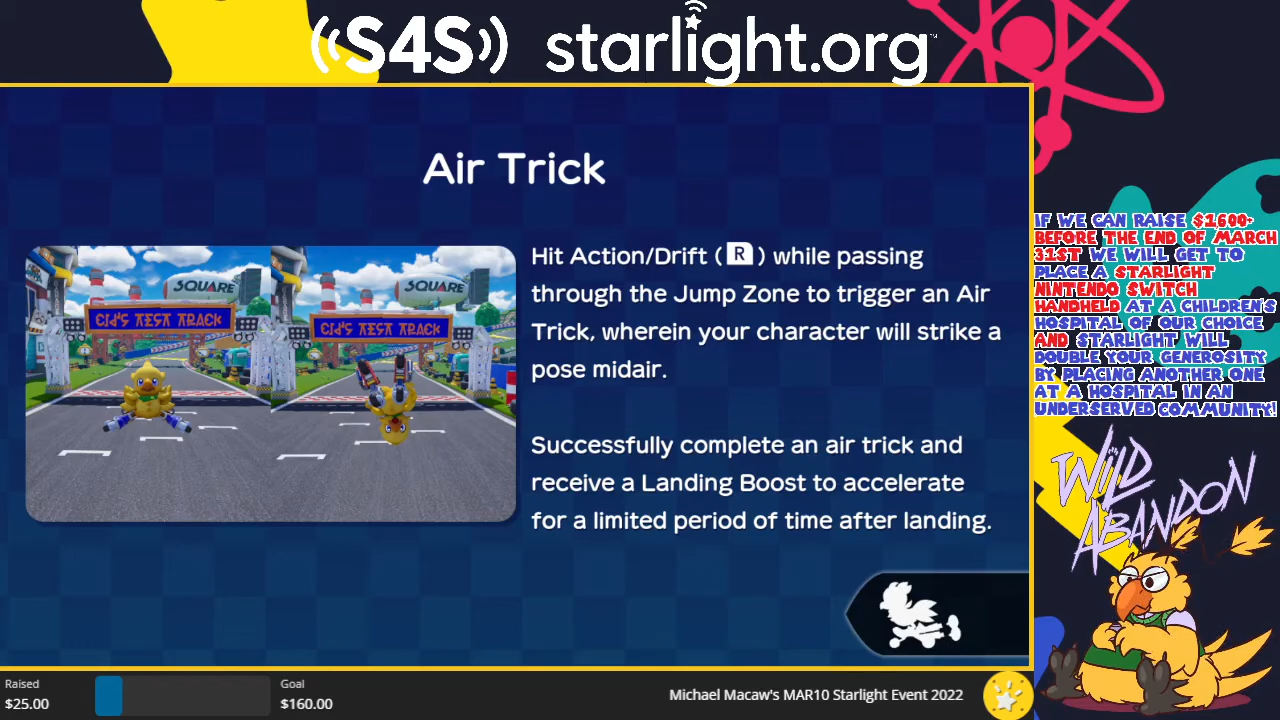 ((S4S)) starlight.org™
Air Trick
SQUARE
SQUARE
CID'S TEST TRACK
CID'S TEST TRACK
Hit Action/Drift ( R ) while passing
through the Jump Zone to trigger an Air
Trick, wherein your character will strike a
pose midair.
Successfully complete an air trick and
receive a Landing Boost to accelerate
for a limited period of time after landing.
IF WE CAN RAISE $1600+
BEFORE THE END OF MARCH
31ST WE WILL GET TO
PLACE A STARLIGHT
NINTENDO SWITCH
HANDHELD AT A CHILDREN'S
HOSPITAL OF OUR CHOICE
AND STARLIGHT WILL
DOUBLE YOUR GENEROSITY
BY PLACING ANOTHER ONE
AT A HOSPITAL IN AN
UNDERSERVED COMMUNITY!
WILD
ABANDON
Raised
$25.00
Goal
$160.00
Michael Macaw's MAR10 Starlight Event 2022